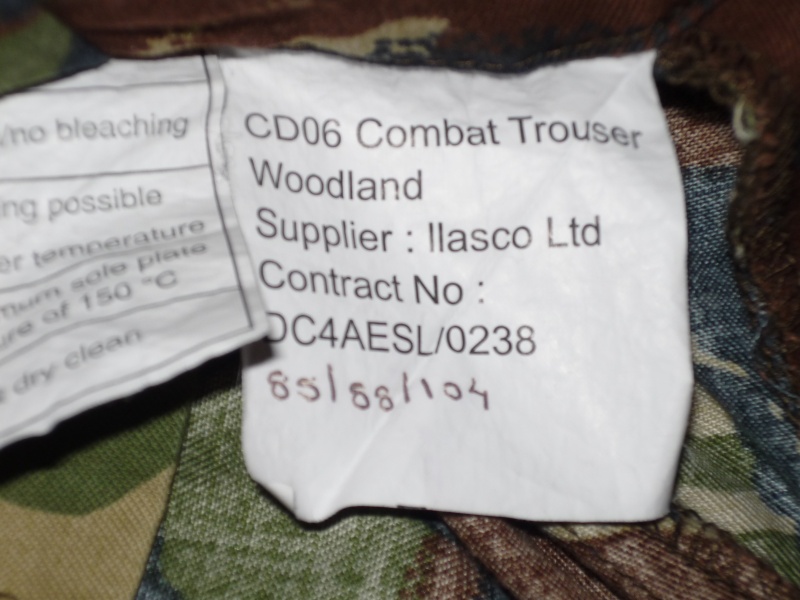 /no bleaching
ng possible
er temperature
mum sole plate
ure of 150 °C
dry clean
CD06 Combat Trouser
Woodland
Supplier : Ilasco Ltd
Contract No :
DC4AESL/0238
85/88/104